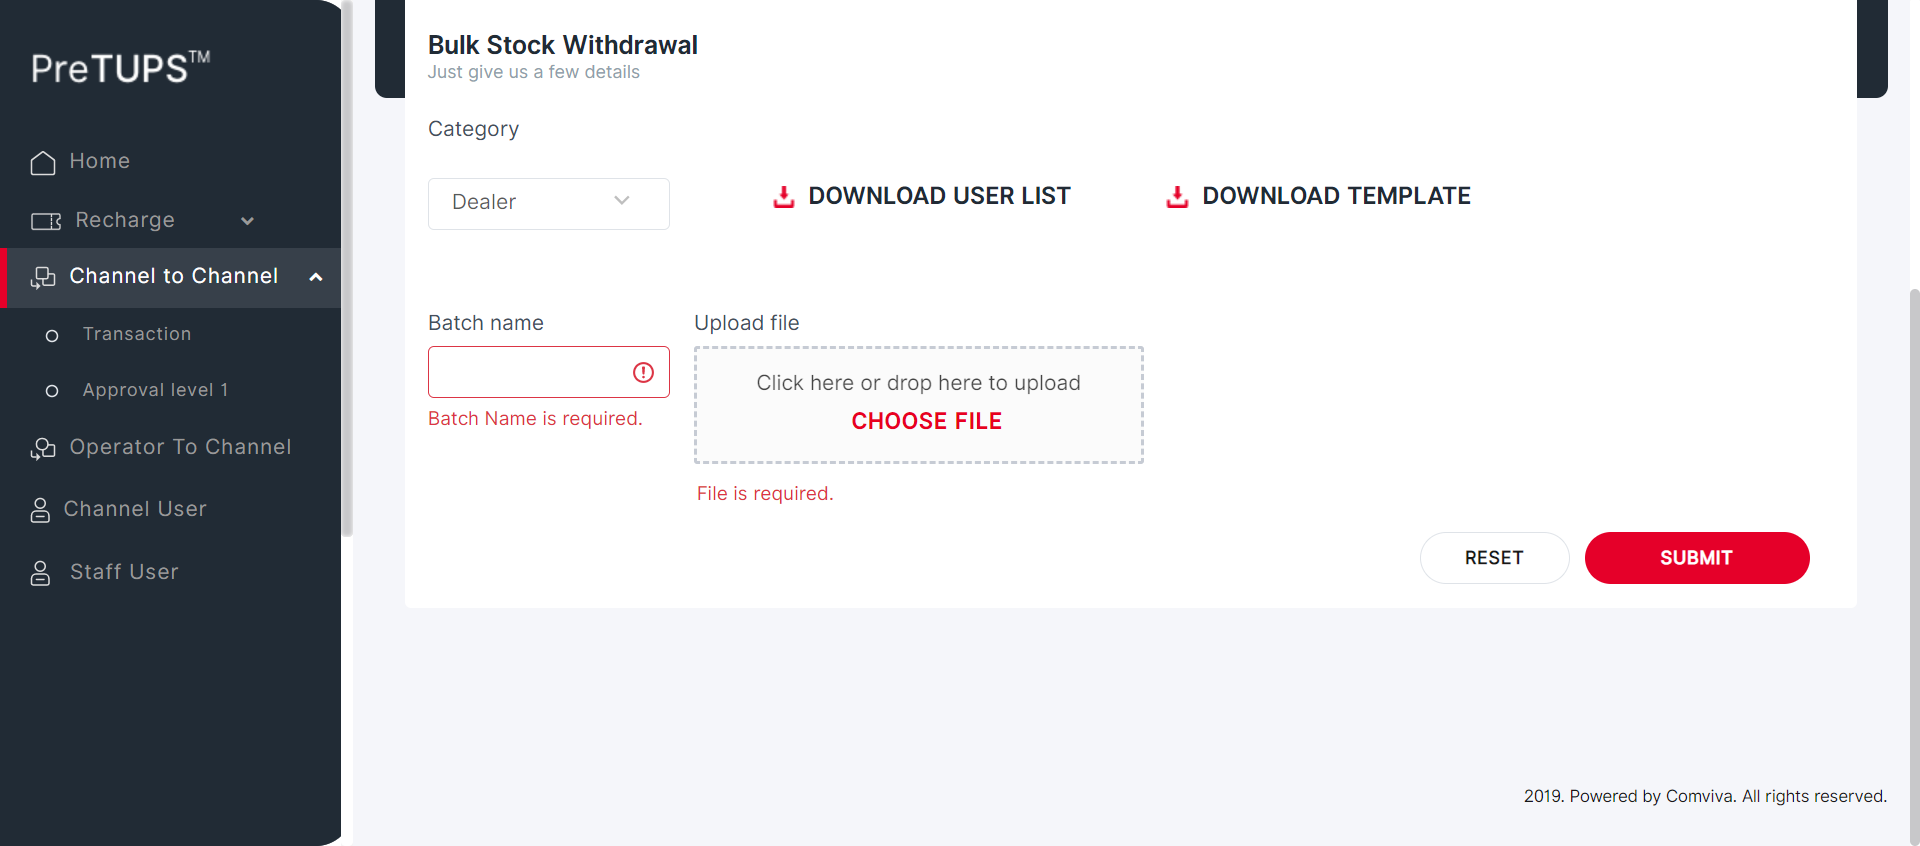 PreTUPS™
Home
Recharge
Channel to Channel
Transaction
Approval level 1
Operator To Channel
Channel User
Staff User
Bulk Stock Withdrawal
Just give us a few details
Category
Dealer
DOWNLOAD USER LIST
DOWNLOAD TEMPLATE
Batch name
Batch Name is required.
Upload file
Click here or drop here to upload
CHOOSE FILE
File is required.
RESET
SUBMIT
2019. Powered by Comviva. All rights reserved.